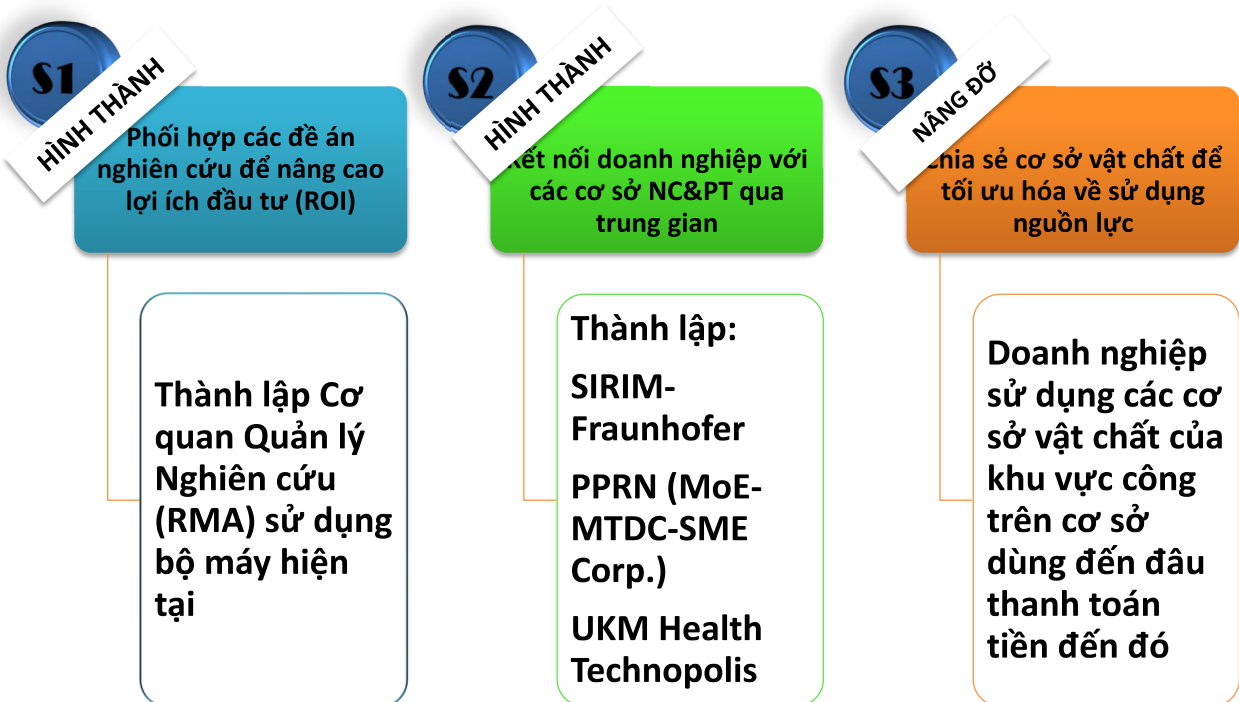 S1
HÌNH THÀNH
Phối hợp các đề án
nghiên cứu để nâng cao
lợi ích đầu tư (ROI)
Thành lập Cơ
quan Quản lý
Nghiên cứu
(RMA) sử dụng
bộ máy hiện
tại
S2
HÌNH THÀNH
Kết nối doanh nghiệp với
các cơ sở NC&PT qua
trung gian
Thành lập:
SIRIM-
Fraunhofer
PPRN (MoE-
MTDC-SME
Corp.)
UKM Health
Technopolis
S3
NÂNG ĐỠ
Chia sẻ cơ sở vật chất để
tối ưu hóa về sử dụng
nguồn lực
Doanh nghiệp
sử dụng các cơ
sở vật chất của
khu vực công
trên cơ sở
dùng đến đâu
thanh toán
tiền đến đó